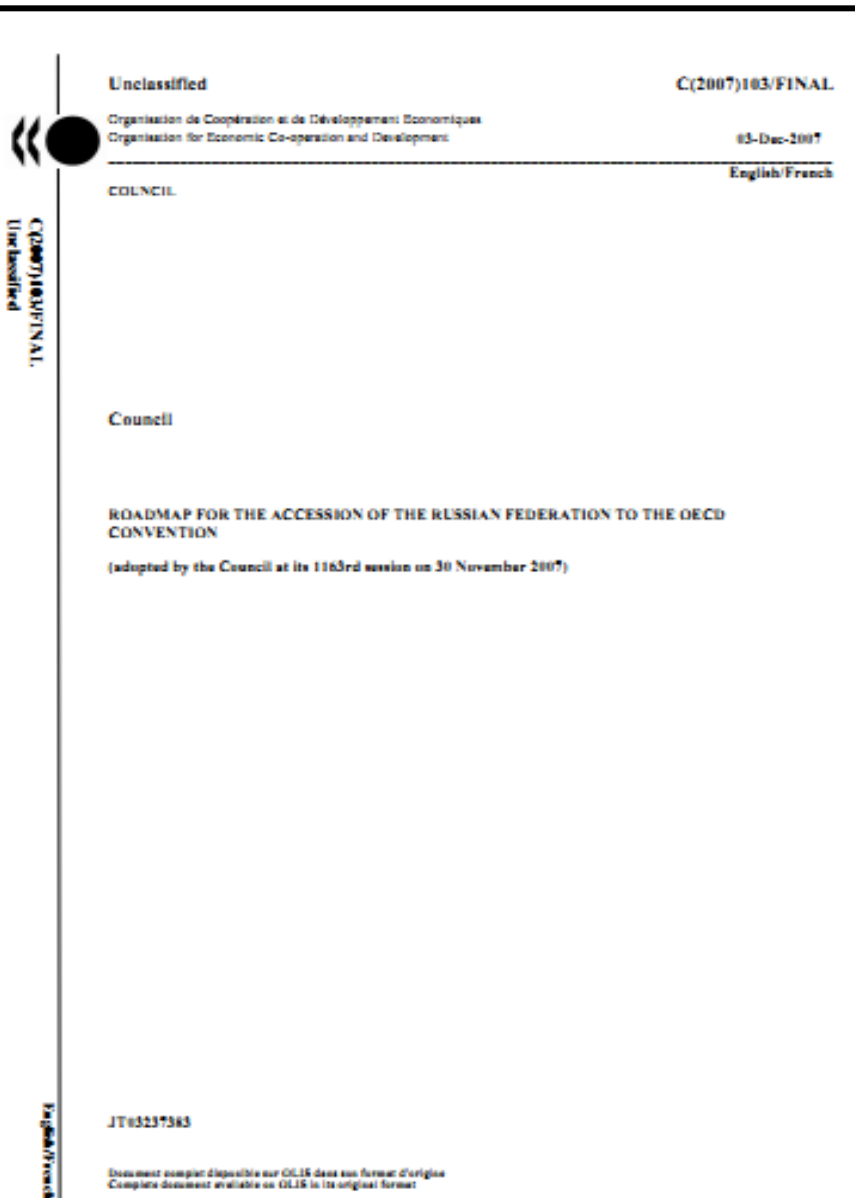 Unclassified C(2007)103/FINAL
Organisation de Coopération et de Développement Economiques
Organisation for Economic Co-operation and Development 03-Dec-2007
English/French
COUNCIL
C(2007)103/FINAL
Unclassified
Council
ROADMAP FOR THE ACCESSION OF THE RUSSIAN FEDERATION TO THE OECD
CONVENTION
(adopted by the Council at its 1163rd session on 30 November 2007)
English/French
JT03237383
Document complet disponible sur OLIS dans son format d'origine
Complete document available on OLIS in its original format